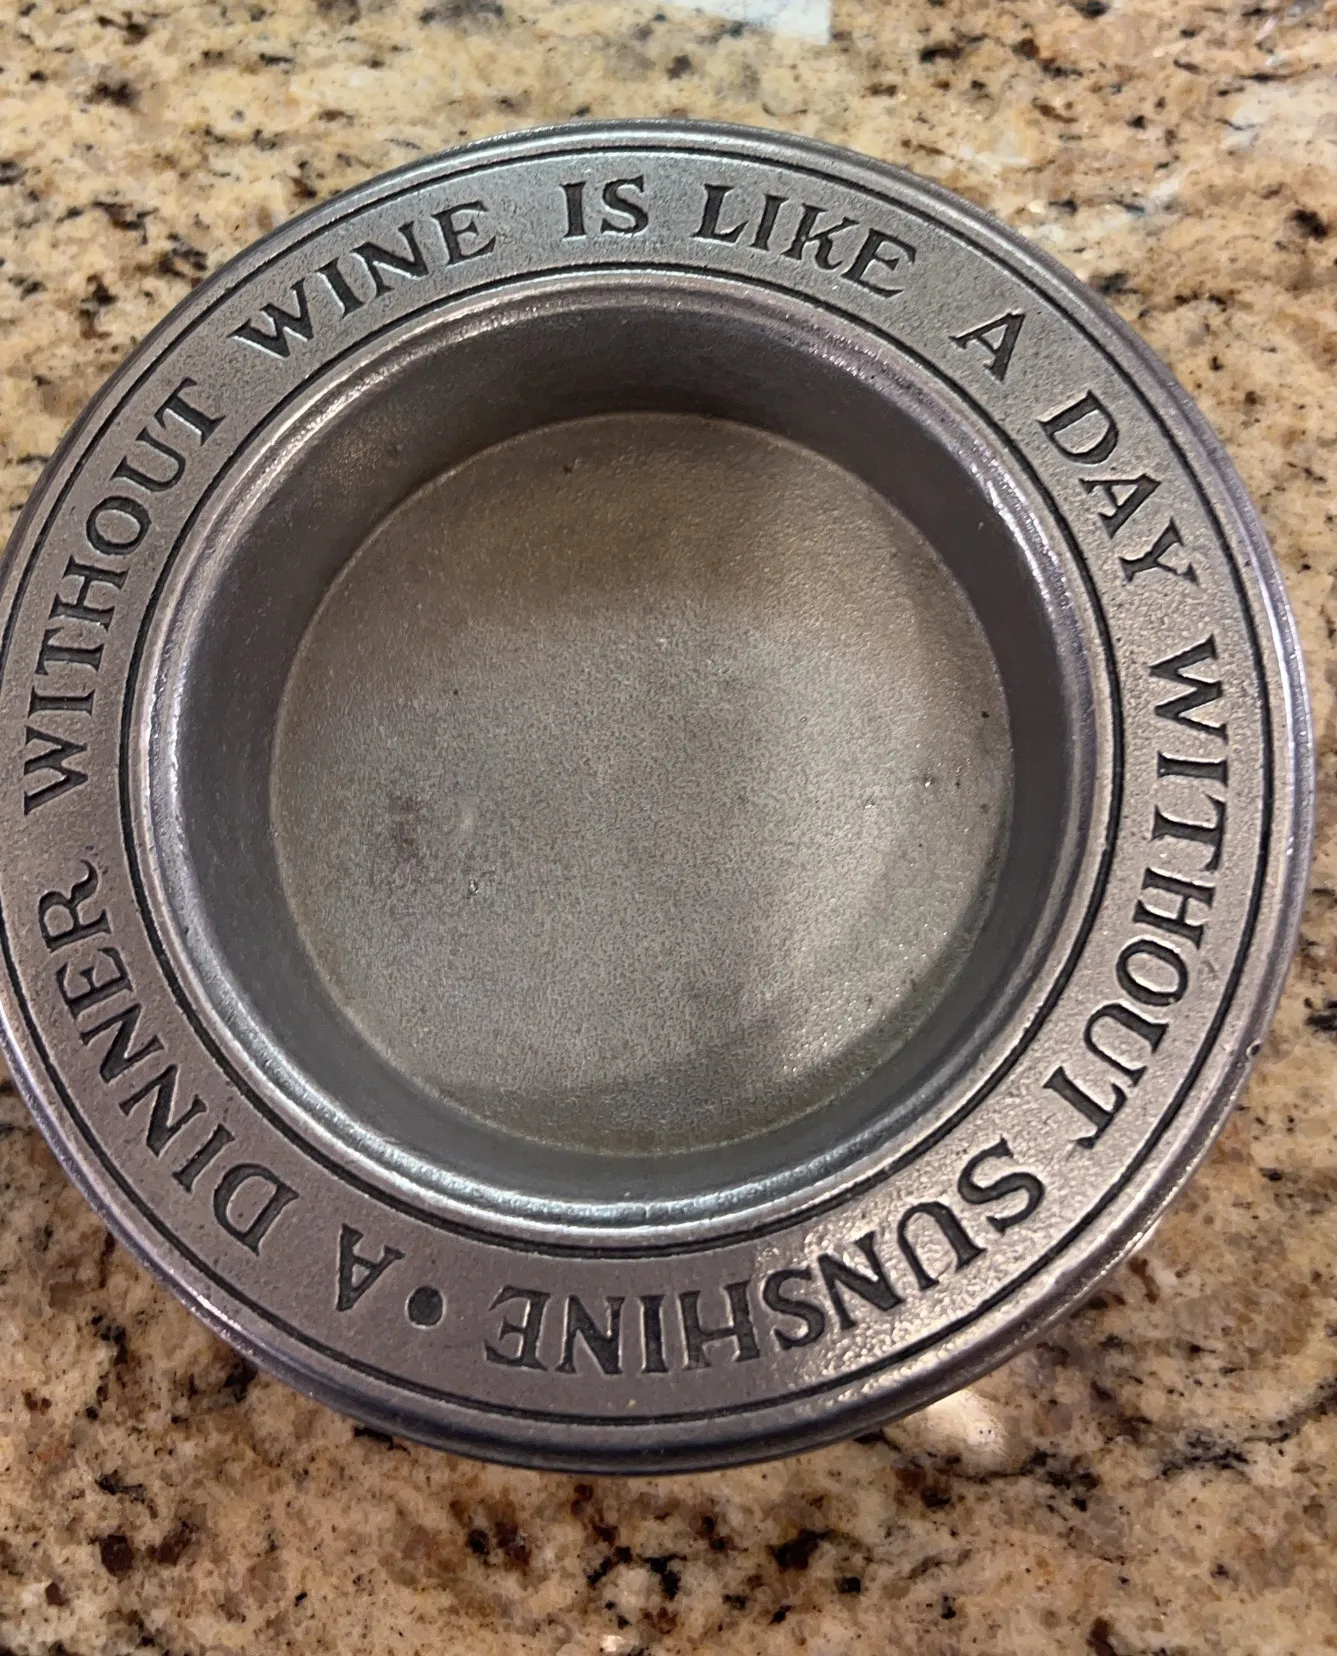 A DINNER WITHOUT WINE IS LIKE A DAY WITHOUT SUNSHINE •